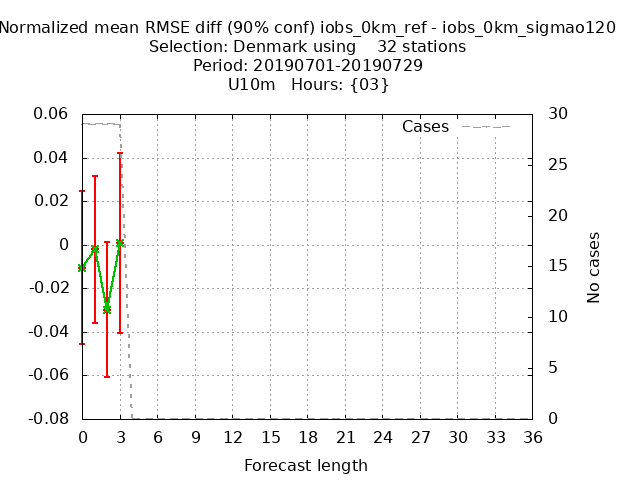 Normalized mean RMSE diff (90% conf) iobs_0km_ref - iobs_0km_sigmao120
Selection: Denmark using    32 stations
Period: 20190701-20190729
U10m   Hours: {03}
Cases
0.06
0.04
0.02
0
-0.02
-0.04
-0.06
-0.08
30
25
20
15
10
5
0
No cases
0 3 6 9 12 15 18 21 24 27 30 33 36
Forecast length